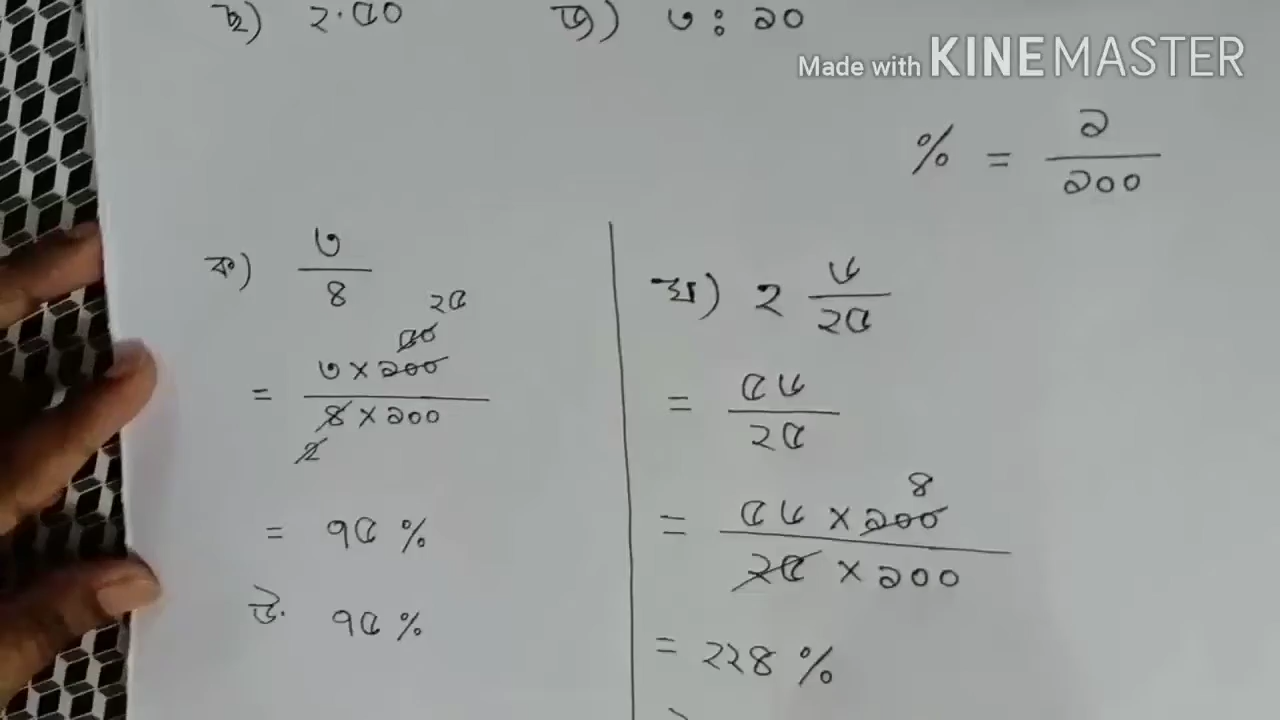 ছ) ২.৫০ জ) ৩ : ১০
Made with KINEMASTER
% = ১/১০০
ক) ৩/৪
= ৩ × ১০০ ৫০ ২৫ / ৪ ২ × ১০০
= ৭৫ %
উ. ৭৫ %
ঘ) ২ ৬/২৫
= ৫৬/২৫
= ৫৬ × ১০০ ৪ / ২৫ × ১০০
= ২২৪ %